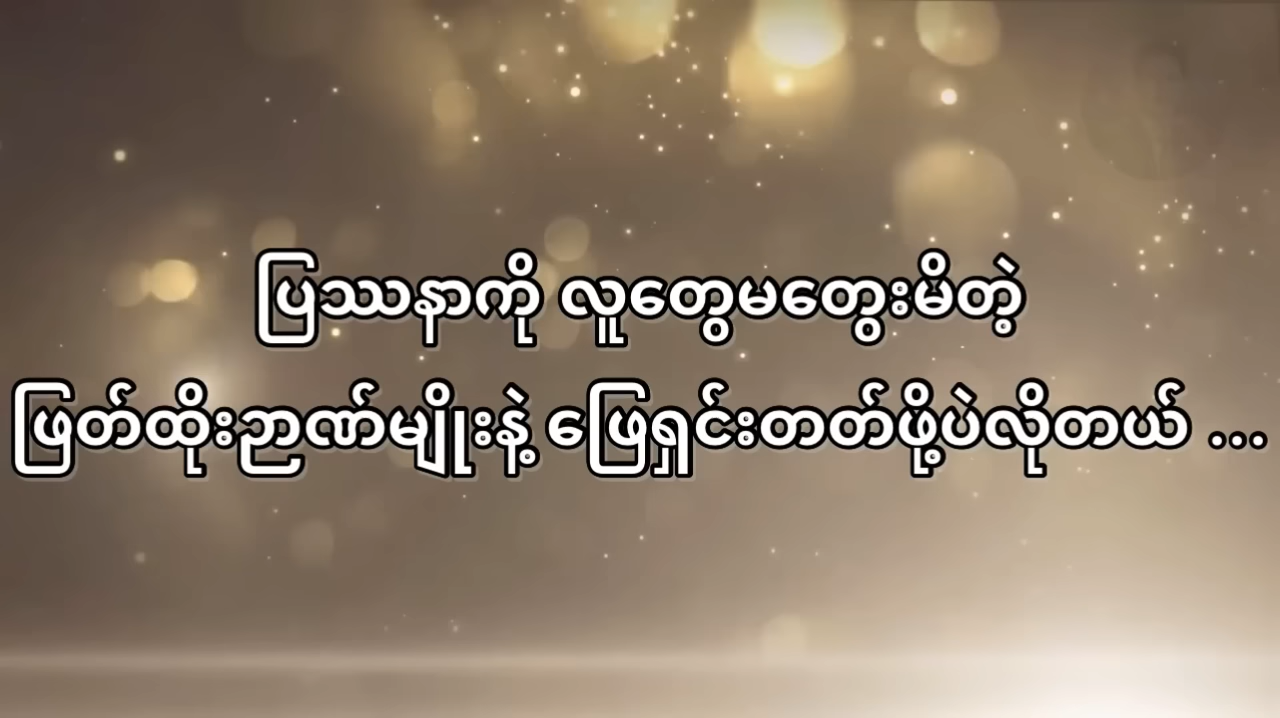 ပြဿနာကို လူတွေမတွေးမိတဲ့
ဖြတ်ထိုးဉာဏ်မျိုးနဲ့ ဖြေရှင်းတတ်ဖို့ပဲလိုတယ် ...